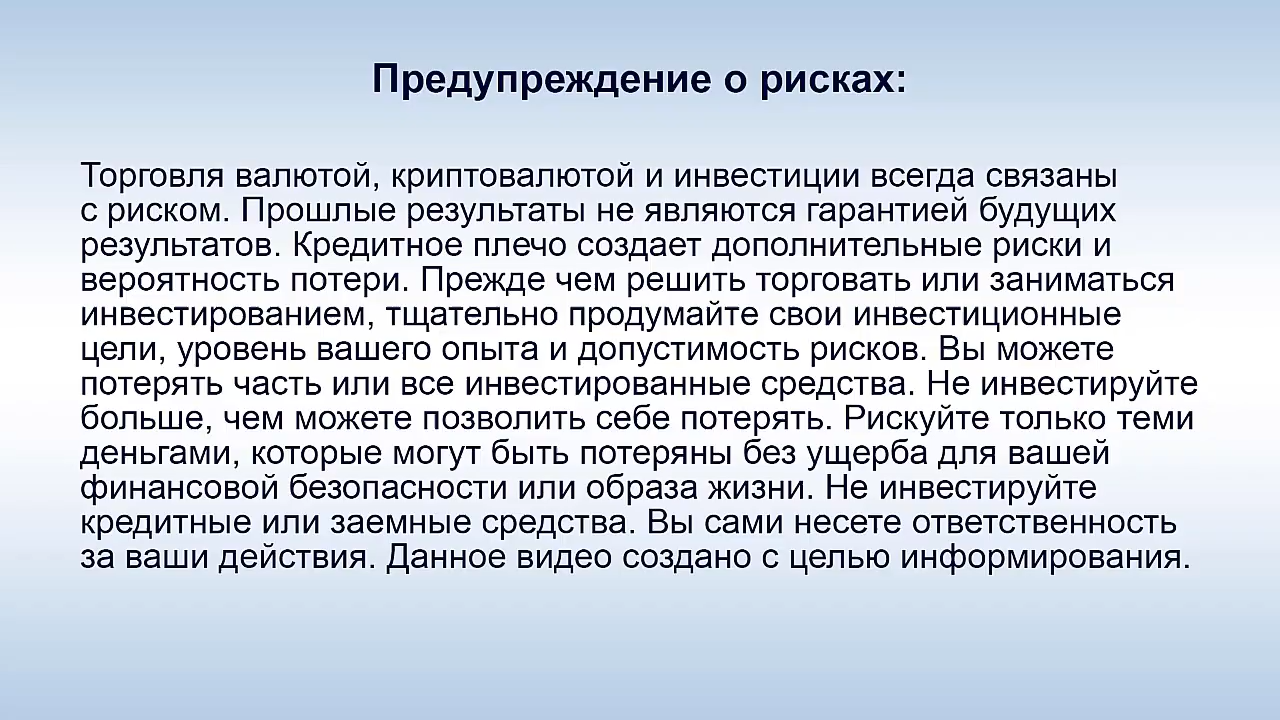 Предупреждение о рисках:
Торговля валютой, криптовалютой и инвестиции всегда связаны
с риском. Прошлые результаты не являются гарантией будущих
результатов. Кредитное плечо создает дополнительные риски и
вероятность потери. Прежде чем решить торговать или заниматься
инвестированием, тщательно продумайте свои инвестиционные
цели, уровень вашего опыта и допустимость рисков. Вы можете
потерять часть или все инвестированные средства. Не инвестируйте
больше, чем можете позволить себе потерять. Рискуйте только теми
деньгами, которые могут быть потеряны без ущерба для вашей
финансовой безопасности или образа жизни. Не инвестируйте
кредитные или заемные средства. Вы сами несете ответственность
за ваши действия. Данное видео создано с целью информирования.